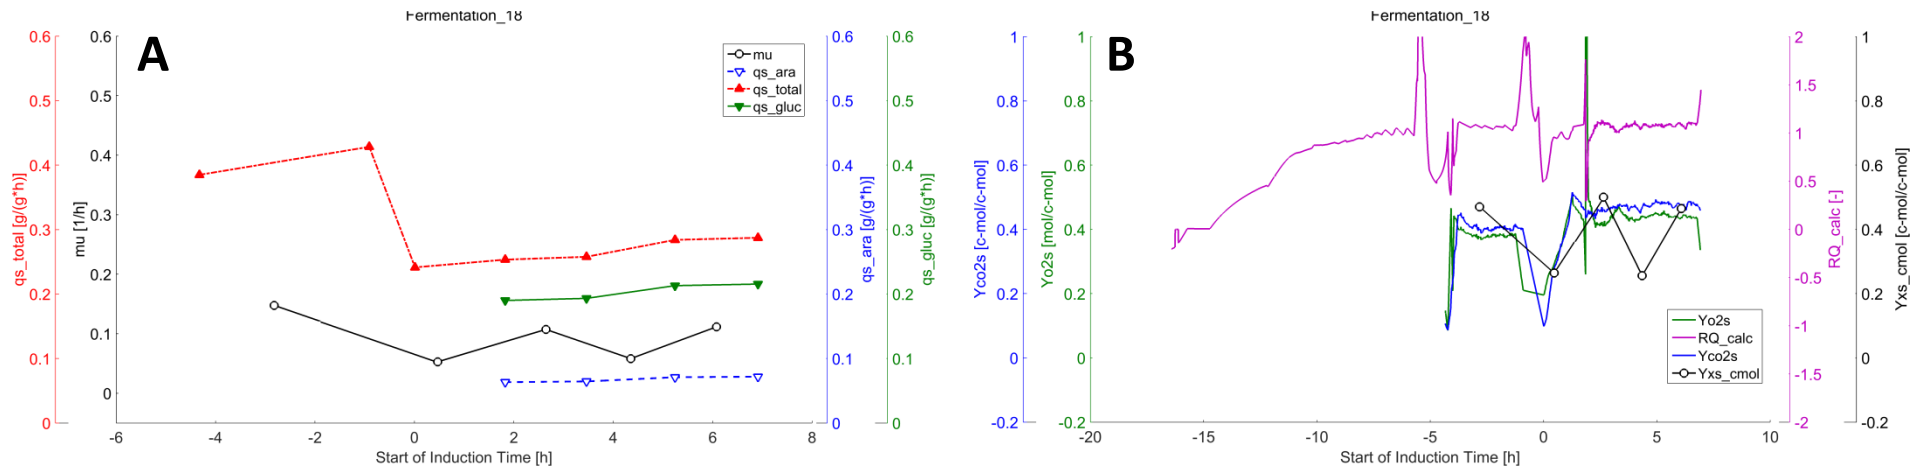 Fermentation_18
A
0.6
0.5
0.4
0.3
0.2
0.1
0
qs_total [g/(g*h)]
0.6
0.5
0.4
0.3
0.2
0.1
0
mu [1/h]
mu
qs_ara
qs_total
qs_gluc
0.6
0.5
0.4
0.3
0.2
0.1
0
qs_ara [g/(g*h)]
0.6
0.5
0.4
0.3
0.2
0.1
0
qs_gluc [g/(g*h)]
-6 -4 -2 0 2 4 6 8
Start of Induction Time [h]
Fermentation_18
B
1
0.8
0.6
0.4
0.2
0
-0.2
Yco2s [c-mol/c-mol]
1
0.8
0.6
0.4
0.2
0
-0.2
Yo2s [mol/c-mol]
Yo2s
RQ_calc
Yco2s
Yxs_cmol
2
1.5
1
0.5
0
-0.5
-1
-1.5
-2
RQ_calc [-]
1
0.8
0.6
0.4
0.2
0
-0.2
Yxs_cmol [c-mol/c-mol]
-20 -15 -10 -5 0 5 10
Start of Induction Time [h]